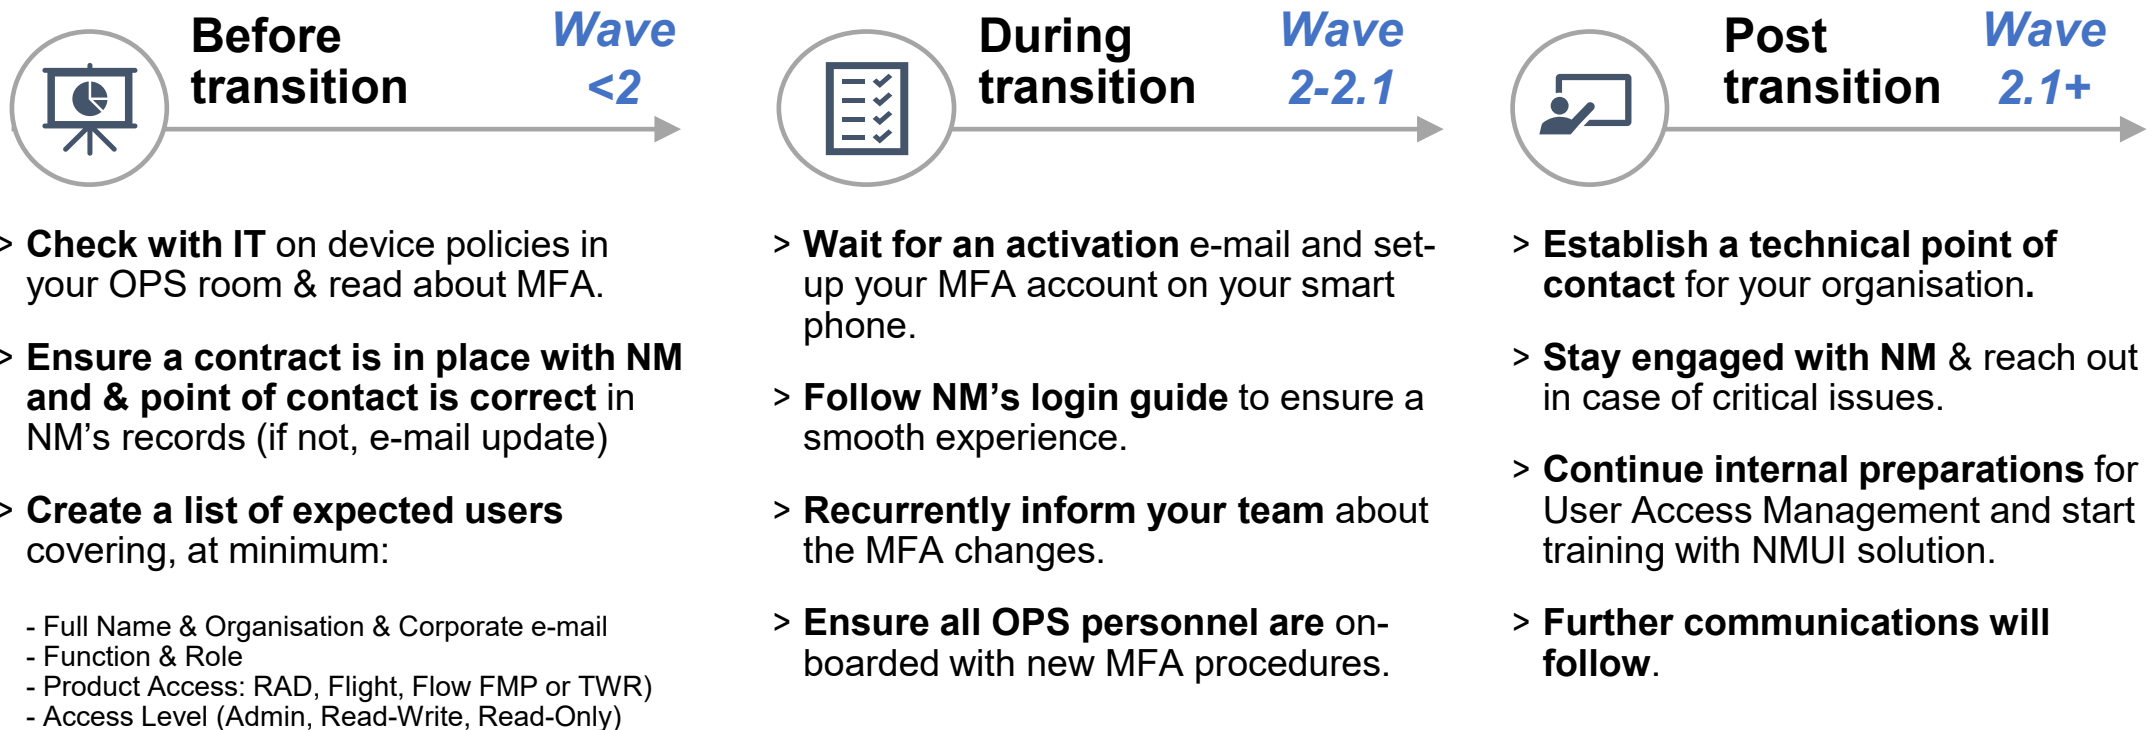 Before
transition
Wave
<2
> Check with IT on device policies in
your OPS room & read about MFA.
> Ensure a contract is in place with NM
and & point of contact is correct in
NM's records (if not, e-mail update)
> Create a list of expected users
covering, at minimum:
- Full Name & Organisation & Corporate e-mail
- Function & Role
- Product Access: RAD, Flight, Flow FMP or TWR)
- Access Level (Admin, Read-Write, Read-Only)
During
transition
Wave
2-2.1
> Wait for an activation e-mail and set-
up your MFA account on your smart
phone.
> Follow NM's login guide to ensure a
smooth experience.
> Recurrently inform your team about
the MFA changes.
> Ensure all OPS personnel are on-
boarded with new MFA procedures.
Post
transition
Wave
2.1+
> Establish a technical point of
contact for your organisation.
> Stay engaged with NM & reach out
in case of critical issues.
> Continue internal preparations for
User Access Management and start
training with NMUI solution.
> Further communications will
follow.